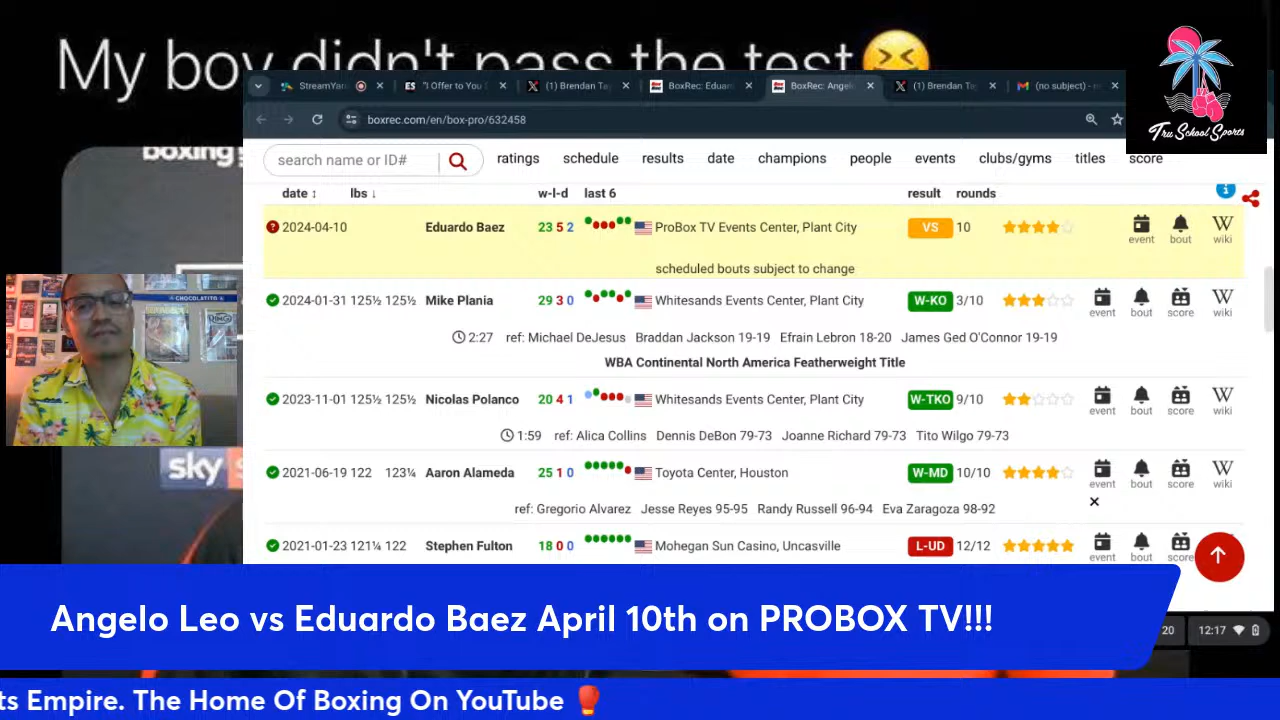 My boy didn't pass the test😆
Tru School Sports
StreamYar
"I Offer to You
(1) Brendan Ta
BoxRec: Eduar
BoxRec: Angel
(1) Brendan Ta
(no subject) -
boxrec.com/en/box-pro/632458
boxing
search name or ID#
ratings schedule results date champions people events clubs/gyms titles score
date ↕ lbs ↓ w-l-d last 6 result rounds
2024-04-10 Eduardo Baez 23 5 2 ProBox TV Events Center, Plant City VS 10
event bout wiki
scheduled bouts subject to change
2024-01-31 125½ 125½ Mike Plania 29 3 0 Whitesands Events Center, Plant City W-KO 3/10
event bout score wiki
2:27 ref: Michael DeJesus Braddan Jackson 19-19 Efrain Lebron 18-20 James Ged O'Connor 19-19
WBA Continental North America Featherweight Title
2023-11-01 125½ 125½ Nicolas Polanco 20 4 1 Whitesands Events Center, Plant City W-TKO 9/10
event bout score wiki
1:59 ref: Alica Collins Dennis DeBon 79-73 Joanne Richard 79-73 Tito Wilgo 79-73
2021-06-19 122 123¼ Aaron Alameda 25 1 0 Toyota Center, Houston W-MD 10/10
event bout score wiki
ref: Gregorio Alvarez Jesse Reyes 95-95 Randy Russell 96-94 Eva Zaragoza 98-92
2021-01-23 121¼ 122 Stephen Fulton 18 0 0 Mohegan Sun Casino, Uncasville L-UD 12/12
event bout score
CHOCOLATITO
RING
sky
Angelo Leo vs Eduardo Baez April 10th on PROBOX TV!!!
20 12:17
ts Empire. The Home Of Boxing On YouTube 🥊